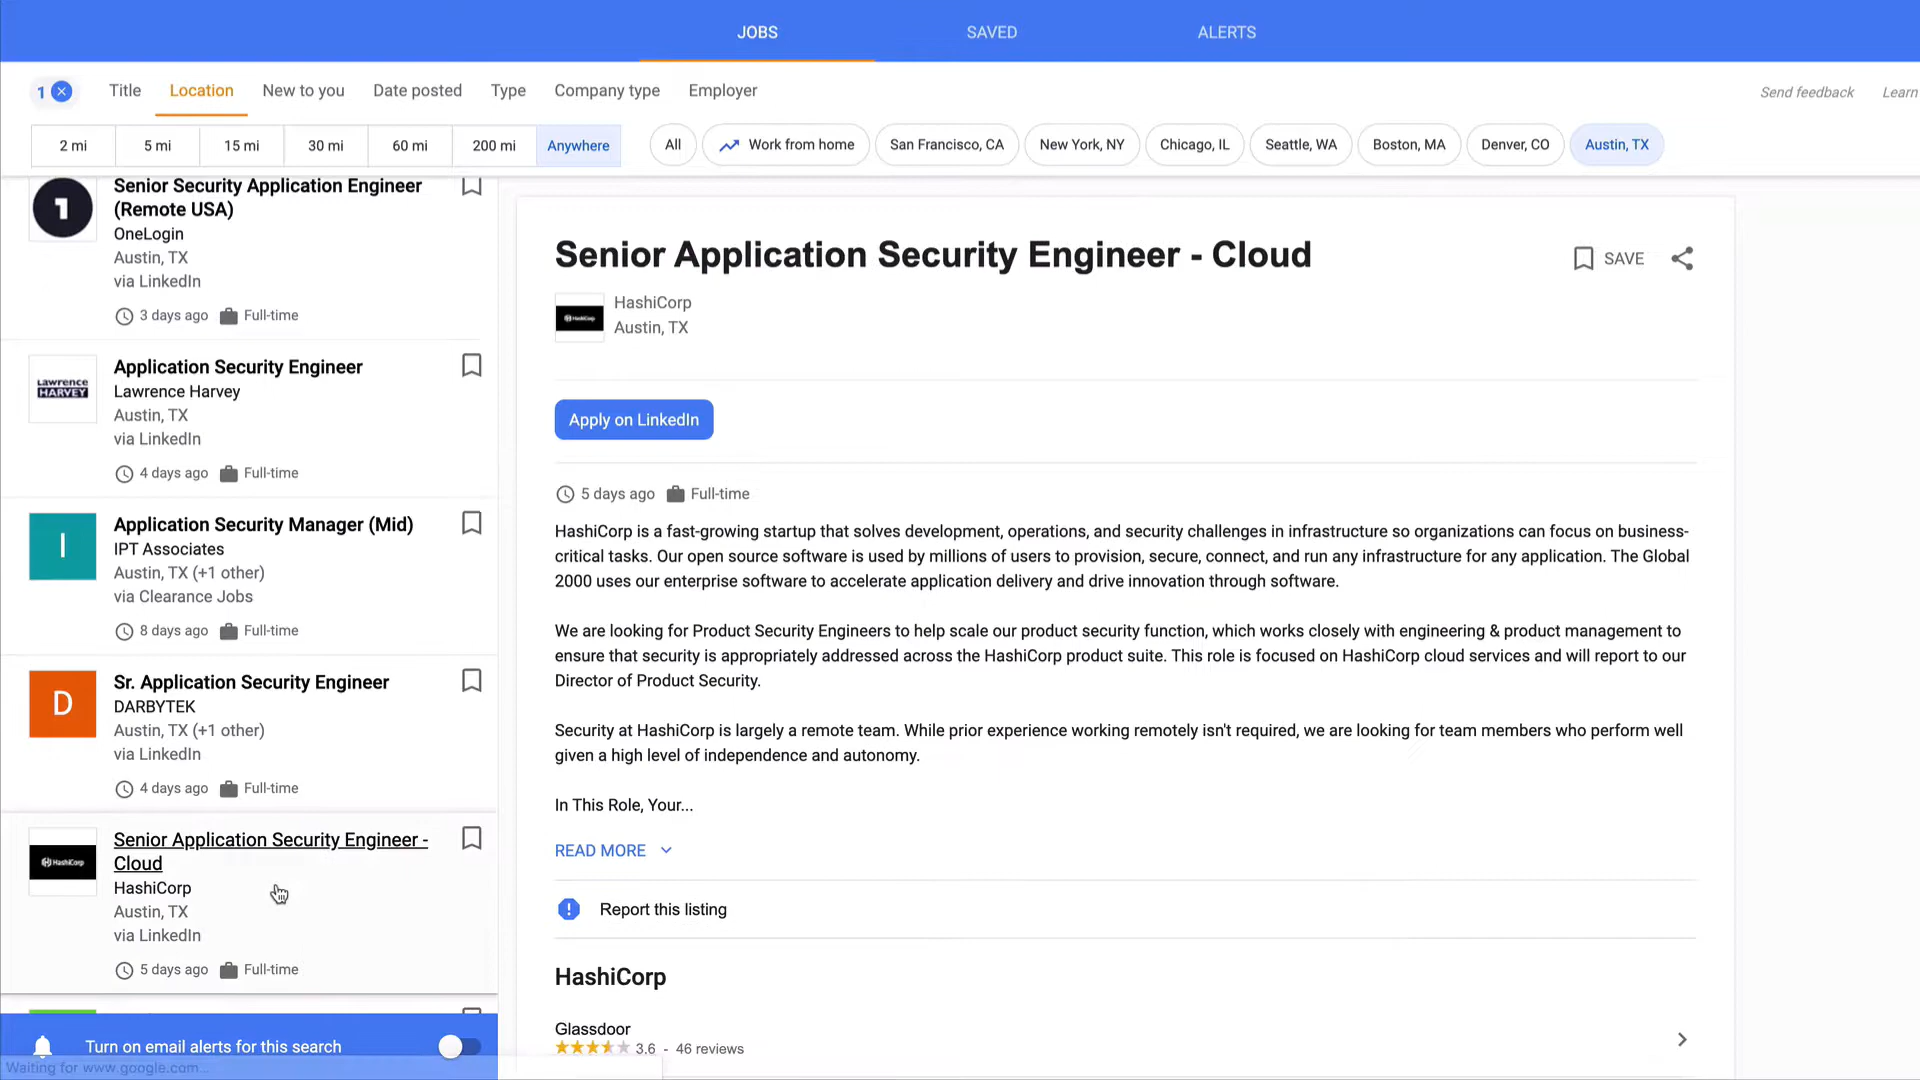 JOBS
SAVED
ALERTS
1
Title
Location
New to you
Date posted
Type
Company type
Employer
Send feedback
Learn
2 mi
5 mi
15 mi
30 mi
60 mi
200 mi
Anywhere
All
Work from home
San Francisco, CA
New York, NY
Chicago, IL
Seattle, WA
Boston, MA
Denver, CO
Austin, TX
1
Senior Security Application Engineer
(Remote USA)
OneLogin
Austin, TX
via LinkedIn
3 days ago
Full-time
LAWRENCE
HARVEY
Application Security Engineer
Lawrence Harvey
Austin, TX
via LinkedIn
4 days ago
Full-time
I
Application Security Manager (Mid)
IPT Associates
Austin, TX (+1 other)
via Clearance Jobs
8 days ago
Full-time
D
Sr. Application Security Engineer
DARBYTEK
Austin, TX (+1 other)
via LinkedIn
4 days ago
Full-time
HashiCorp
Senior Application Security Engineer -
Cloud
HashiCorp
Austin, TX
via LinkedIn
5 days ago
Full-time
Turn on email alerts for this search
Waiting for www.google.com...
Senior Application Security Engineer - Cloud
SAVE
HashiCorp
HashiCorp
Austin, TX
Apply on LinkedIn
5 days ago
Full-time
HashiCorp is a fast-growing startup that solves development, operations, and security challenges in infrastructure so organizations can focus on business-
critical tasks. Our open source software is used by millions of users to provision, secure, connect, and run any infrastructure for any application. The Global
2000 uses our enterprise software to accelerate application delivery and drive innovation through software.
We are looking for Product Security Engineers to help scale our product security function, which works closely with engineering & product management to
ensure that security is appropriately addressed across the HashiCorp product suite. This role is focused on HashiCorp cloud services and will report to our
Director of Product Security.
Security at HashiCorp is largely a remote team. While prior experience working remotely isn't required, we are looking for team members who perform well
given a high level of independence and autonomy.
In This Role, Your...
READ MORE
Report this listing
HashiCorp
Glassdoor
3.6 - 46 reviews